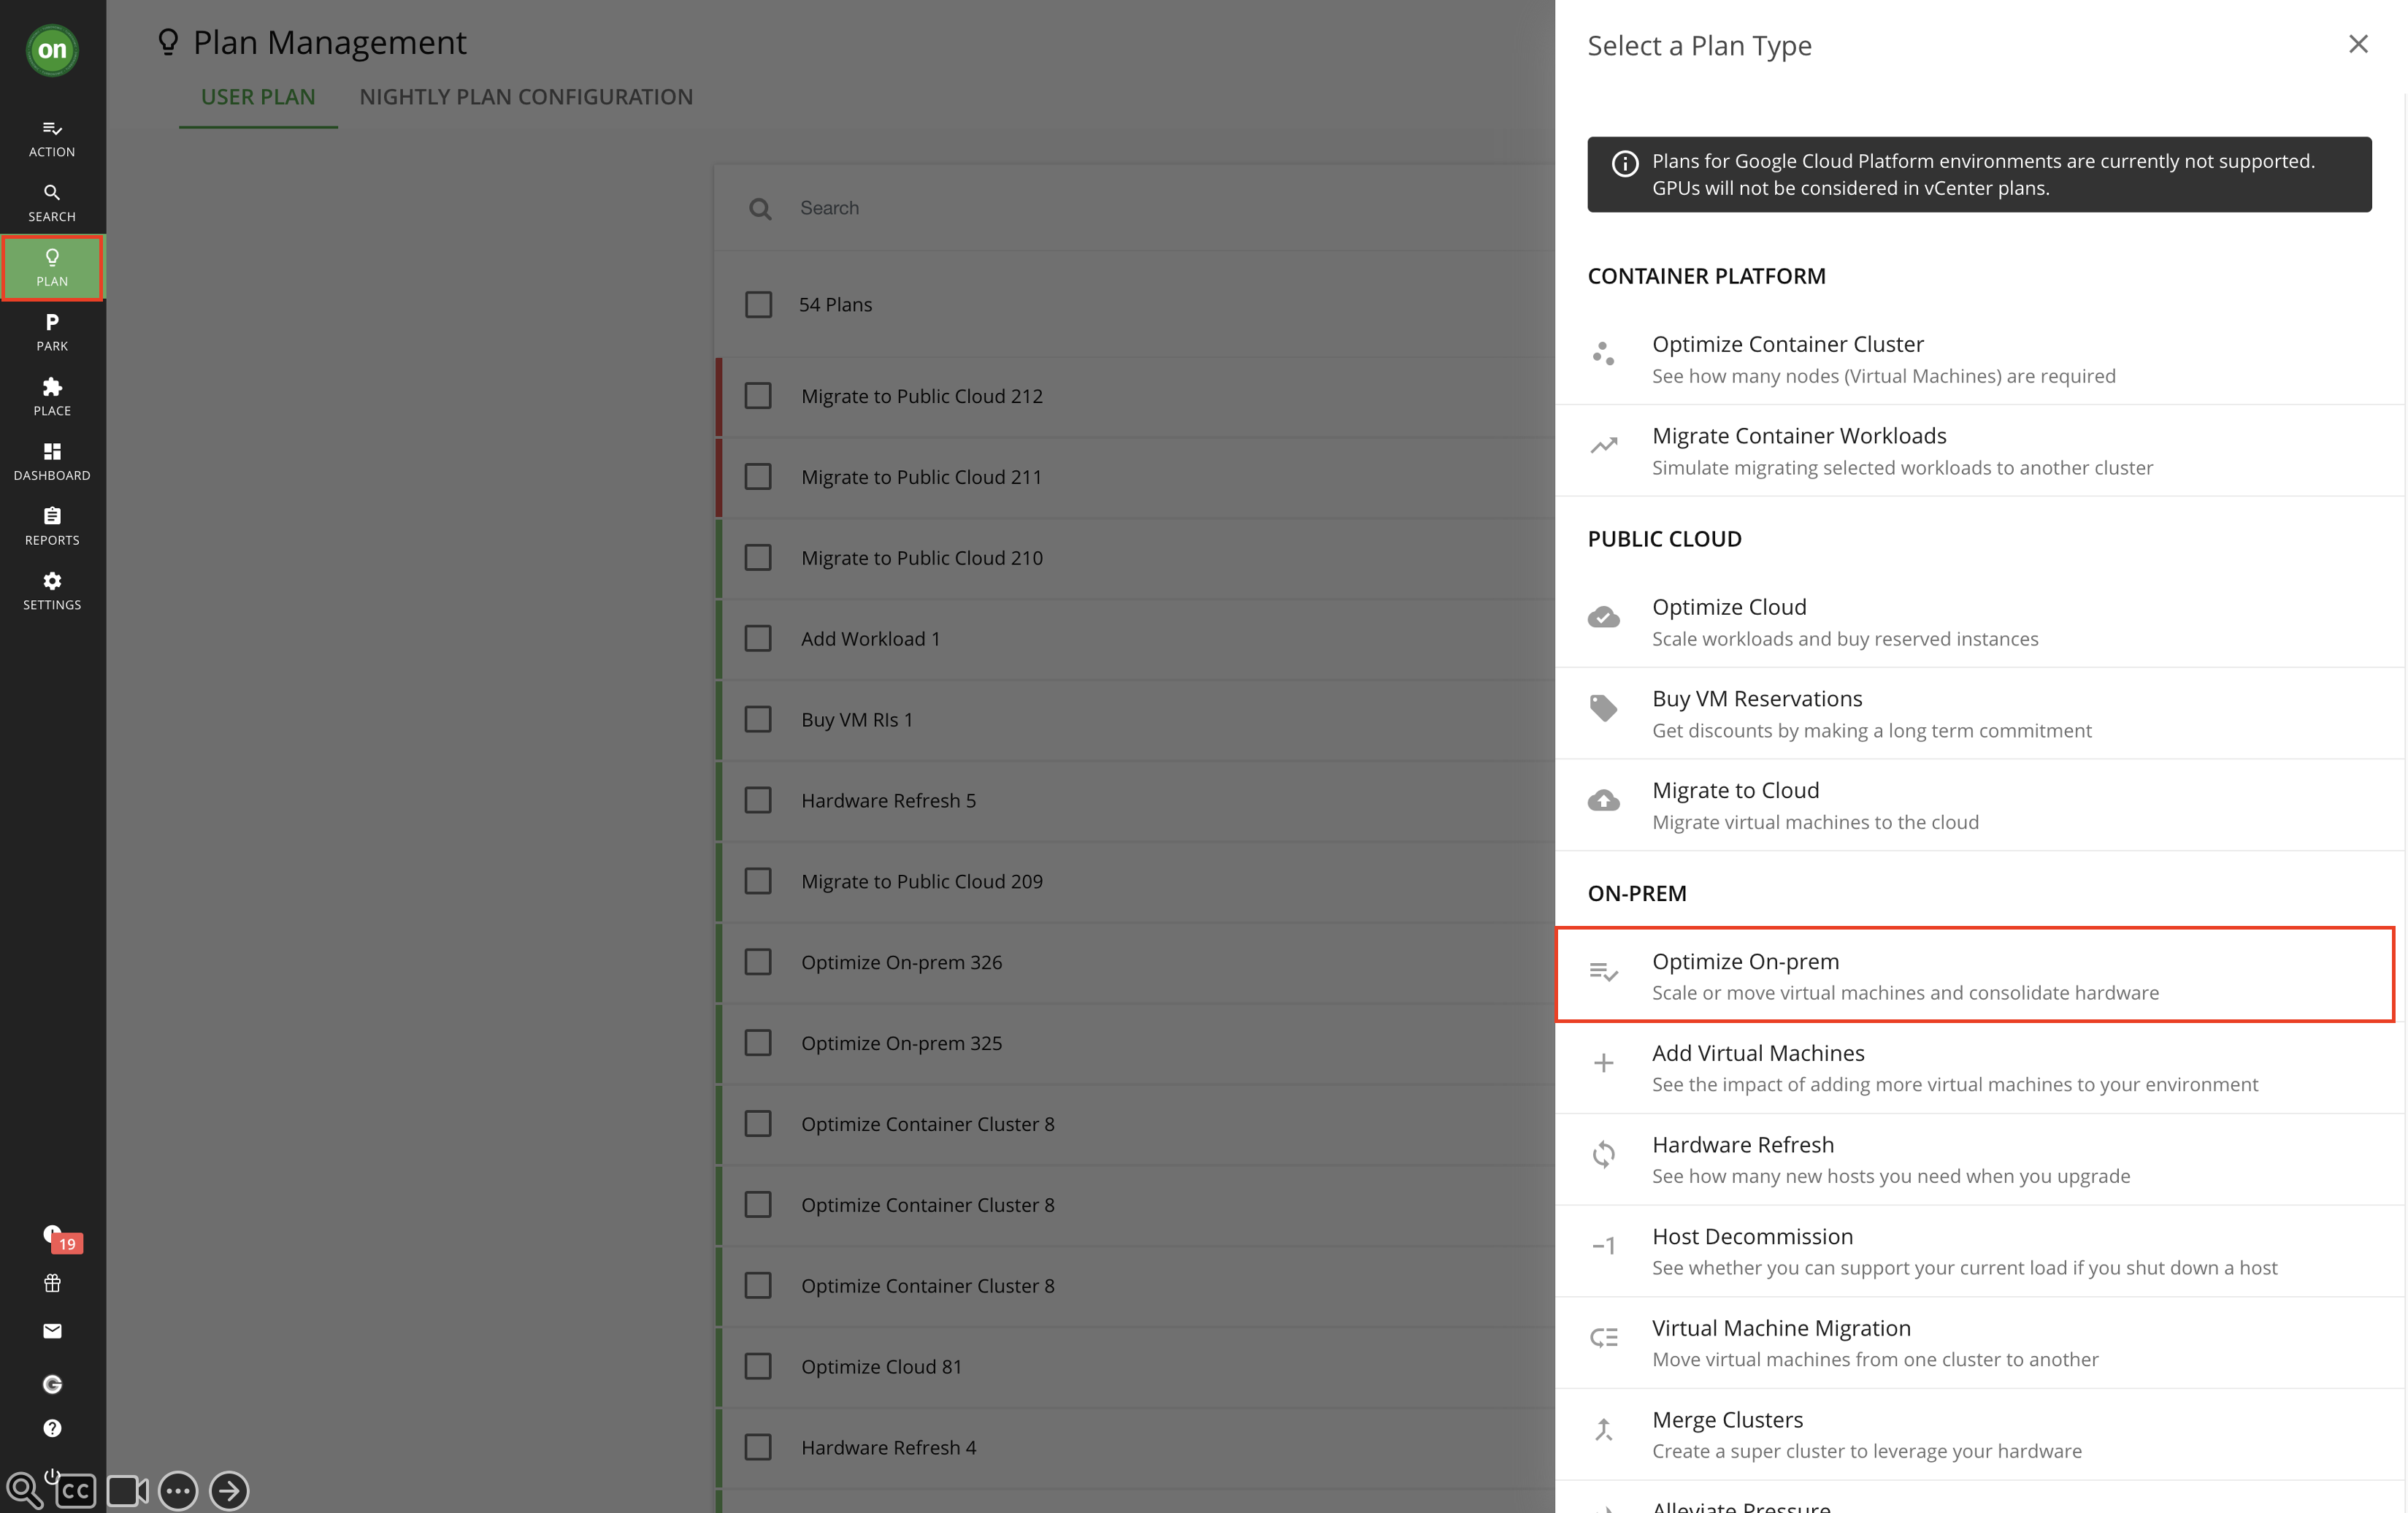 on
ACTION
SEARCH
PLAN
P
PARK
PLACE
DASHBOARD
REPORTS
SETTINGS
19
CC
Plan Management
USER PLAN
NIGHTLY PLAN CONFIGURATION
Search
54 Plans
Migrate to Public Cloud 212
Migrate to Public Cloud 211
Migrate to Public Cloud 210
Add Workload 1
Buy VM RIs 1
Hardware Refresh 5
Migrate to Public Cloud 209
Optimize On-prem 326
Optimize On-prem 325
Optimize Container Cluster 8
Optimize Container Cluster 8
Optimize Container Cluster 8
Optimize Cloud 81
Hardware Refresh 4
Select a Plan Type
Plans for Google Cloud Platform environments are currently not supported.
GPUs will not be considered in vCenter plans.
CONTAINER PLATFORM
Optimize Container Cluster
See how many nodes (Virtual Machines) are required
Migrate Container Workloads
Simulate migrating selected workloads to another cluster
PUBLIC CLOUD
Optimize Cloud
Scale workloads and buy reserved instances
Buy VM Reservations
Get discounts by making a long term commitment
Migrate to Cloud
Migrate virtual machines to the cloud
ON-PREM
Optimize On-prem
Scale or move virtual machines and consolidate hardware
Add Virtual Machines
See the impact of adding more virtual machines to your environment
Hardware Refresh
See how many new hosts you need when you upgrade
−1
Host Decommission
See whether you can support your current load if you shut down a host
Virtual Machine Migration
Move virtual machines from one cluster to another
Merge Clusters
Create a super cluster to leverage your hardware
Alleviate Pressure